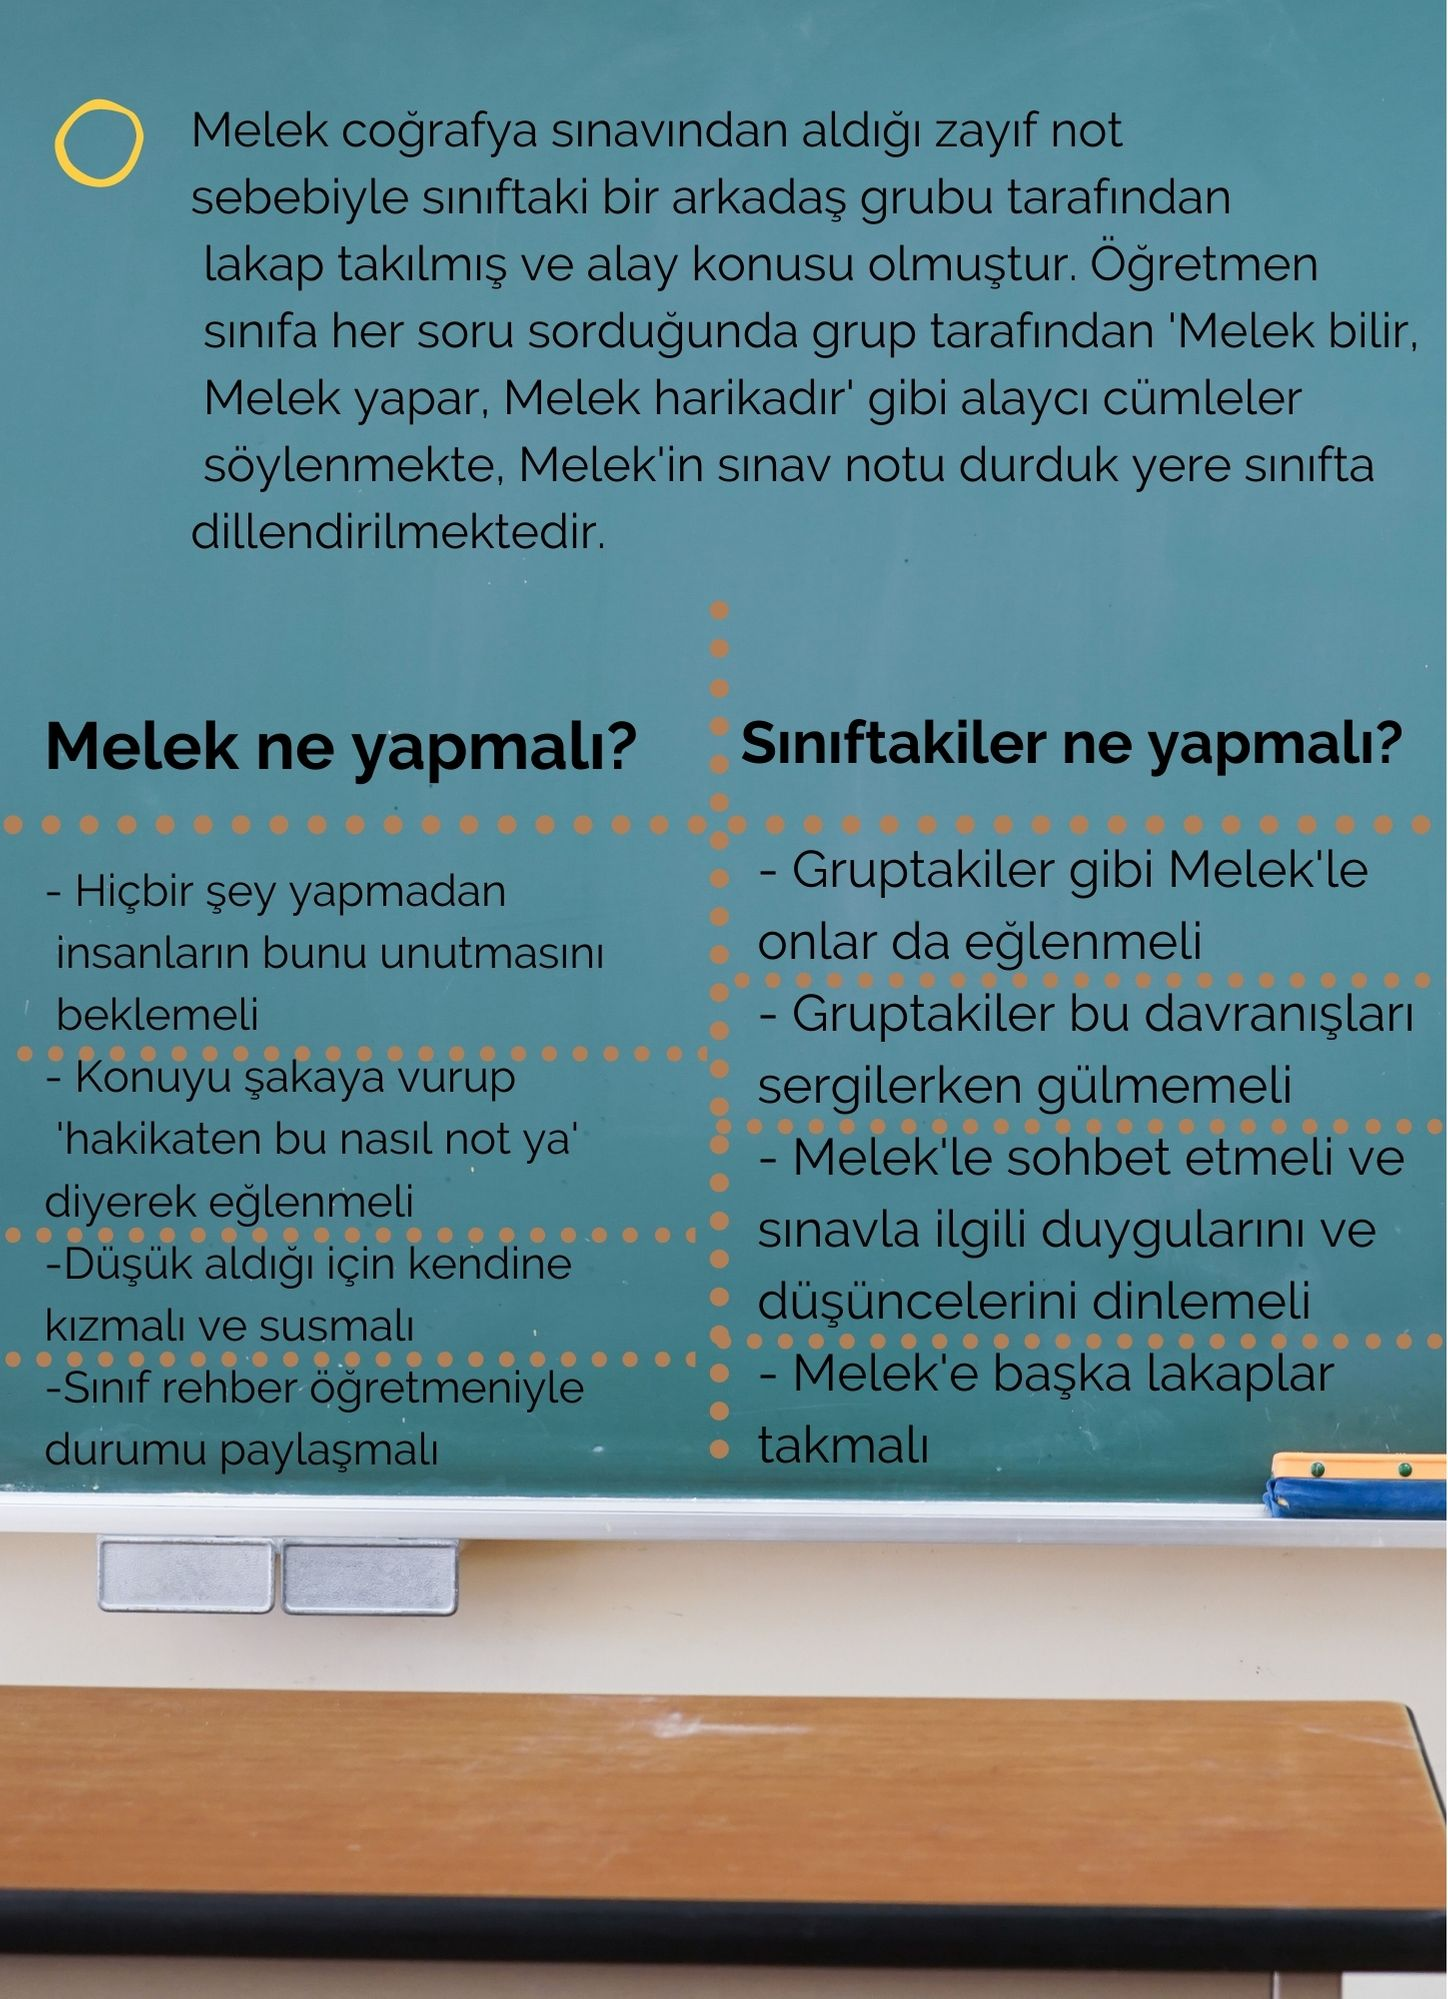 Melek coğrafya sınavından aldığı zayıf not
sebebiyle sınıftaki bir arkadaş grubu tarafından
lakap takılmış ve alay konusu olmuştur. Öğretmen
sınıfa her soru sorduğunda grup tarafından 'Melek bilir,
Melek yapar, Melek harikadır' gibi alaycı cümleler
söylenmekte, Melek'in sınav notu durduk yere sınıfta
dillendirilmektedir.
Melek ne yapmalı?
- Hiçbir şey yapmadan
insanların bunu unutmasını
beklemeli
- Konuyu şakaya vurup
'hakikaten bu nasıl not ya'
diyerek eğlenmeli
-Düşük aldığı için kendine
kızmalı ve susmalı
-Sınıf rehber öğretmeniyle
durumu paylaşmalı
Sınıftakiler ne yapmalı?
- Gruptakiler gibi Melek'le
onlar da eğlenmeli
- Gruptakiler bu davranışları
sergilerken gülmemeli
- Melek'le sohbet etmeli ve
sınavla ilgili duygularını ve
düşüncelerini dinlemeli
- Melek'e başka lakaplar
takmalı